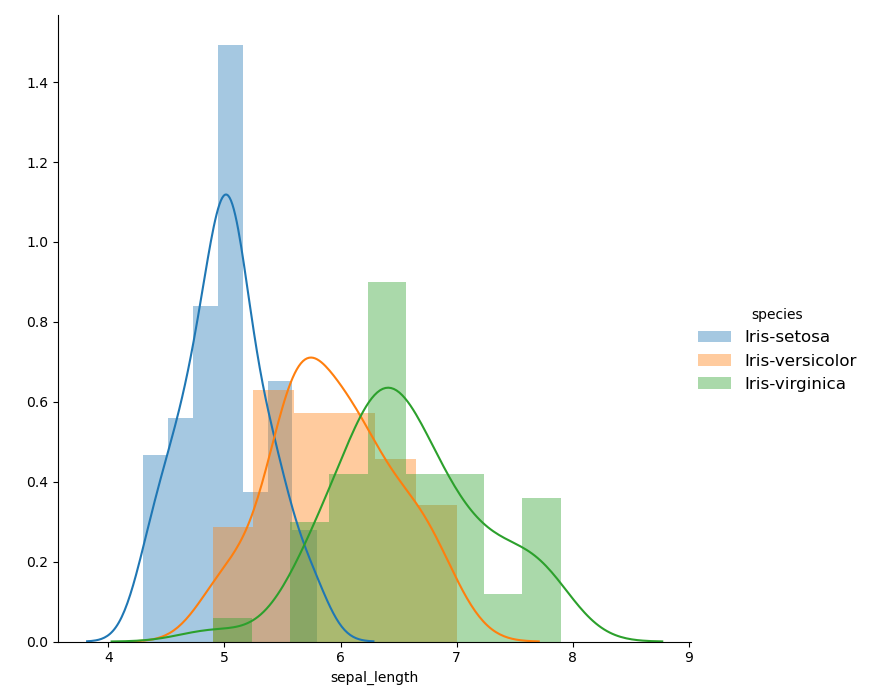 1.4
1.2
1.0
0.8
0.6
0.4
0.2
0.0
4 5 6 7 8 9
sepal_length
species
Iris-setosa
Iris-versicolor
Iris-virginica